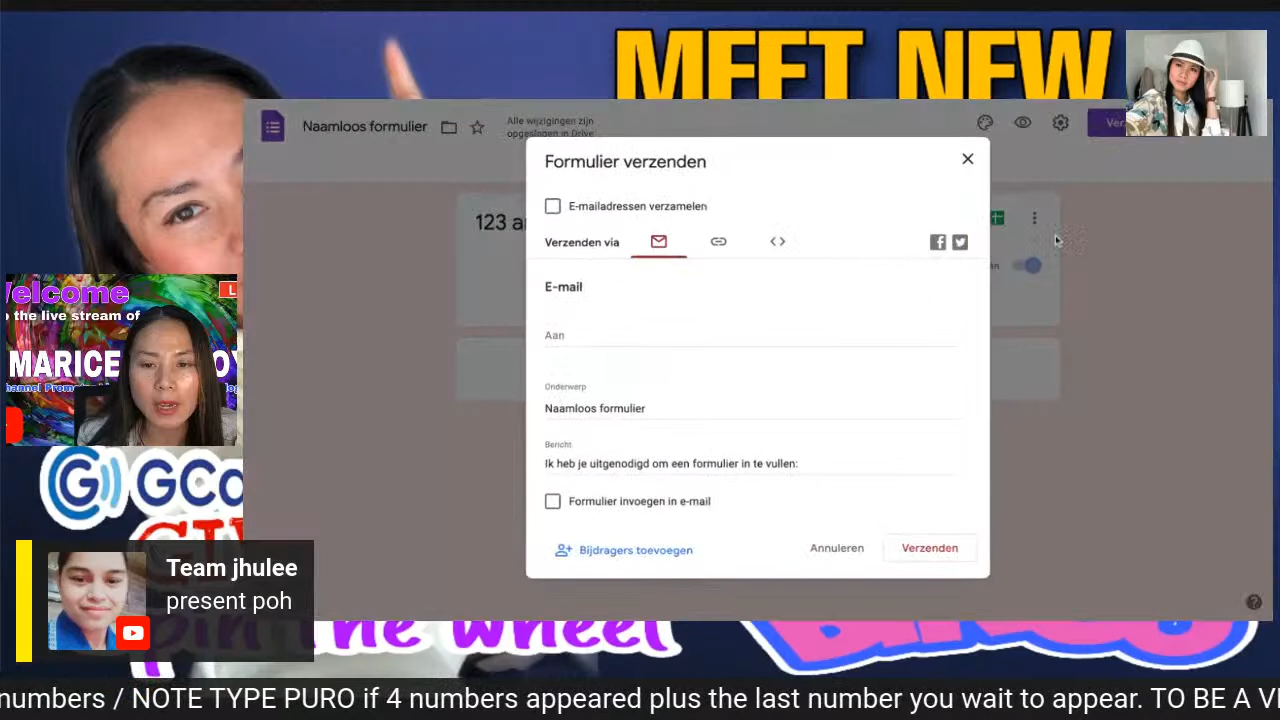 MEET NEW
Naamloos formulier
Alle wijzigingen zijn
opgeslagen in Drive
Formulier verzenden
E-mailadressen verzamelen
123
Verzenden via
E-mail
Aan
Onderwerp
Naamloos formulier
Bericht
Ik heb je uitgenodigd om een formulier in te vullen:
Formulier invoegen in e-mail
Bijdragers toevoegen
Annuleren
Verzenden
Welcome
o the live stream of
MARICE
Team jhulee
present poh
the wheel
numbers / NOTE TYPE PURO if 4 numbers appeared plus the last number you wait to appear. TO BE A V